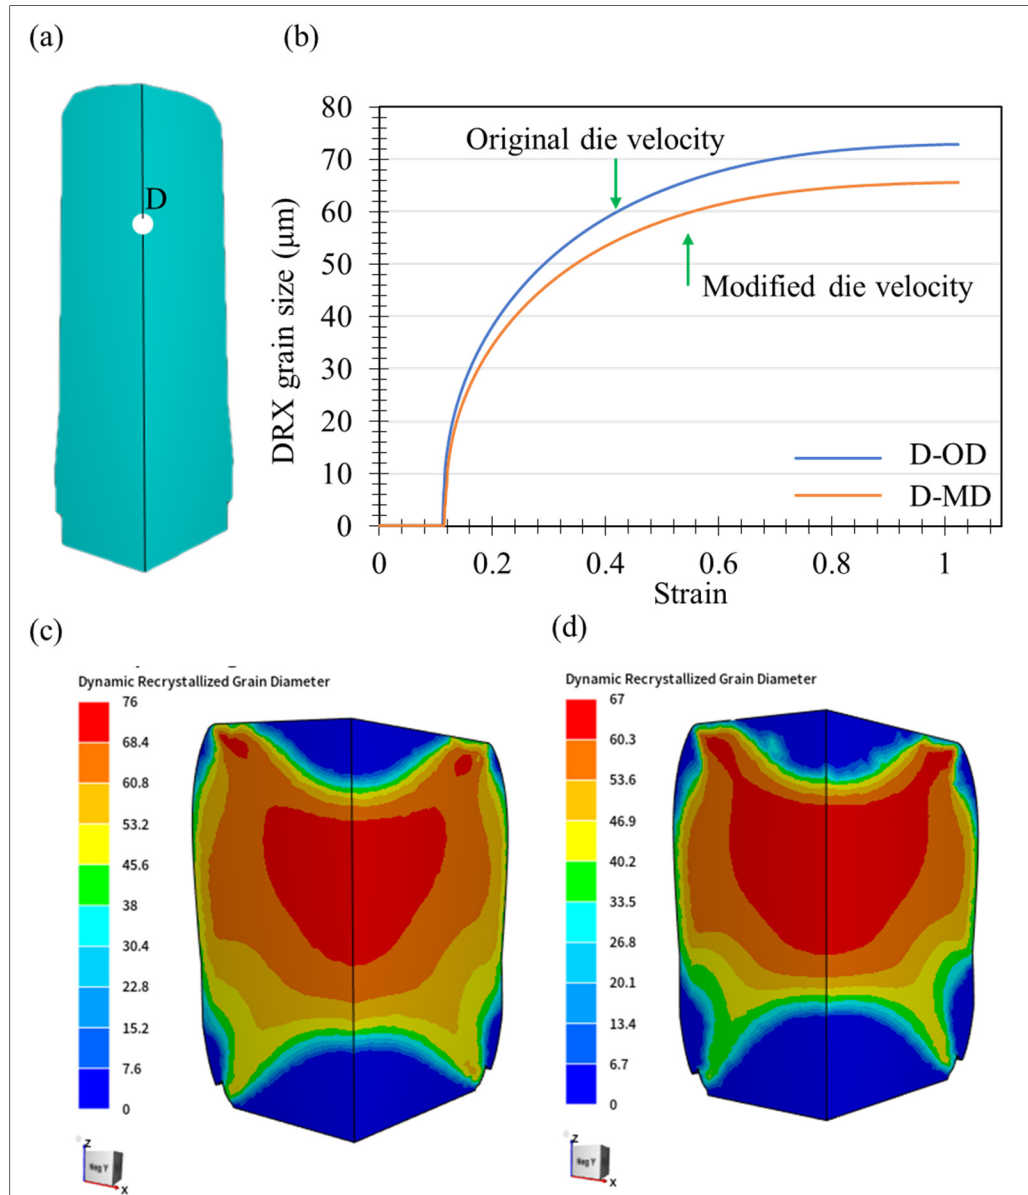 (a)
D
(b)
DRX grain size (μm)
80
70
60
50
40
30
20
10
0
0
0.2
0.4
0.6
0.8
1
Strain
Original die velocity
Modified die velocity
D-OD
D-MD
(c)
Dynamic Recrystallized Grain Diameter
76
68.4
60.8
53.2
45.6
38
30.4
22.8
15.2
7.6
0
Z
Neg Y
X
(d)
Dynamic Recrystallized Grain Diameter
67
60.3
53.6
46.9
40.2
33.5
26.8
20.1
13.4
6.7
0
Z
Neg Y
X